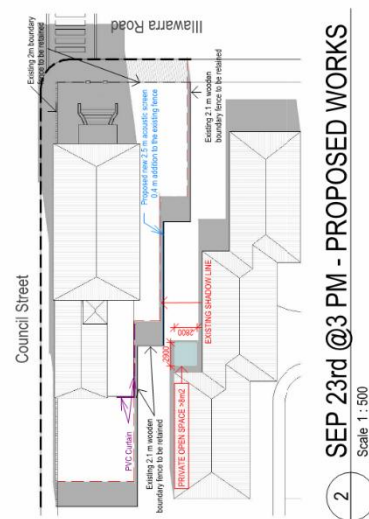 Council Street
Illawarra Road
Existing 2m boundary
fence to be retained
Proposed new 2.5 m acoustic screen
0.4 m addition to the existing fence
Existing 2.1 m wooden
boundary fence to be retained
PVC Curtain
Existing 2.1 m wooden
boundary fence to be retained
2900
2800
PRIVATE OPEN SPACE >8m2
EXISTING SHADOW LINE
2
SEP 23rd @3 PM - PROPOSED WORKS
Scale 1 : 500